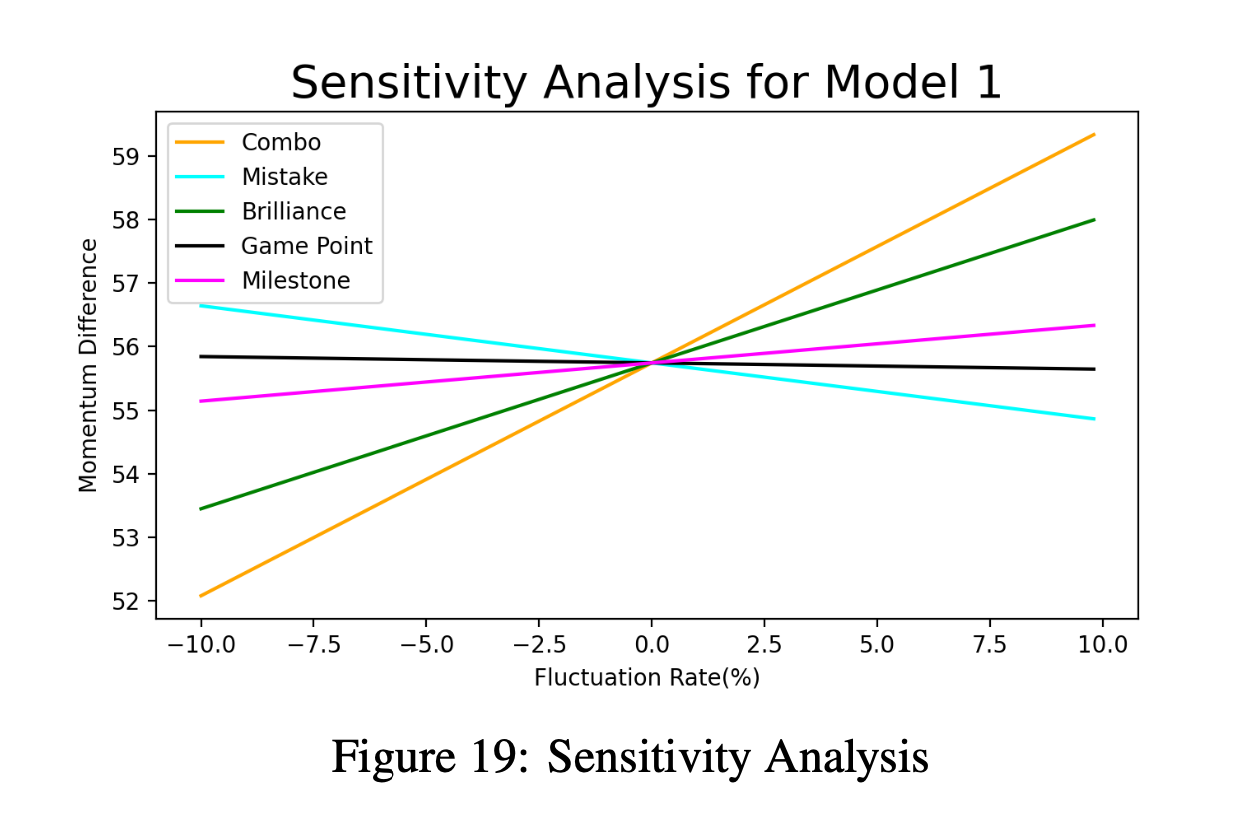 Sensitivity Analysis for Model 1
Combo
Mistake
Brilliance
Game Point
Milestone
Momentum Difference
59
58
57
56
55
54
53
52
−10.0 −7.5 −5.0 −2.5 0.0 2.5 5.0 7.5 10.0
Fluctuation Rate(%)
Figure 19: Sensitivity Analysis